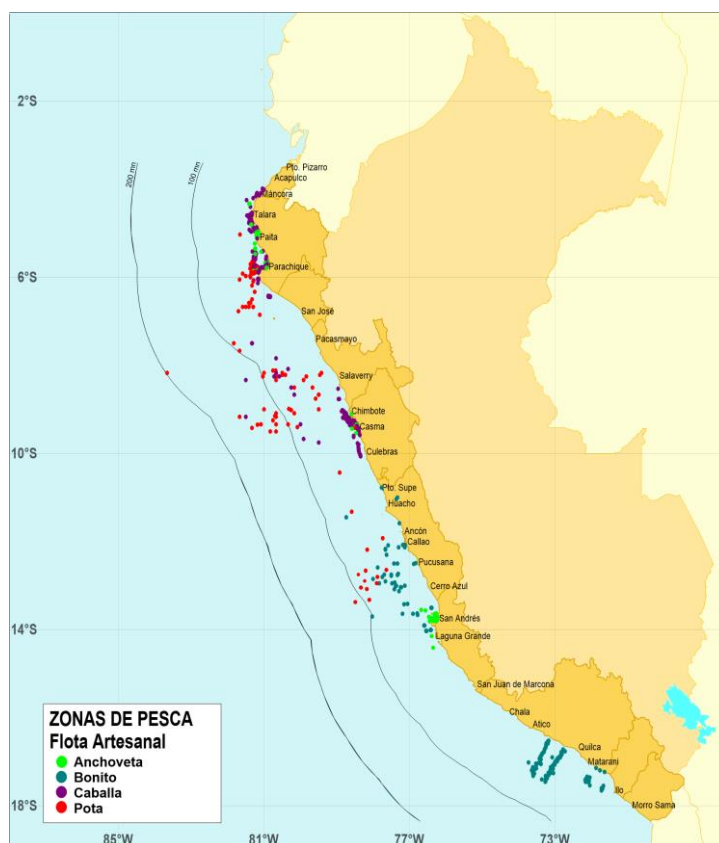 2°S
Pto. Pizarro
Acapulco
200 mn
100 mn
Máncora
Talara
Paita
Parachique
6°S
San José
Pacasmayo
Salaverry
Chimbote
Casma
10°S
Culebras
Pto. Supe
Huacho
Ancón
Callao
Pucusana
Cerro Azul
San Andrés
14°S
Laguna Grande
San Juan de Marcona
Chala
Atico
Quilca
Matarani
Ilo
Morro Sama
18°S
ZONAS DE PESCA
Flota Artesanal
Anchoveta
Bonito
Caballa
Pota
85°W
81°W
77°W
73°W